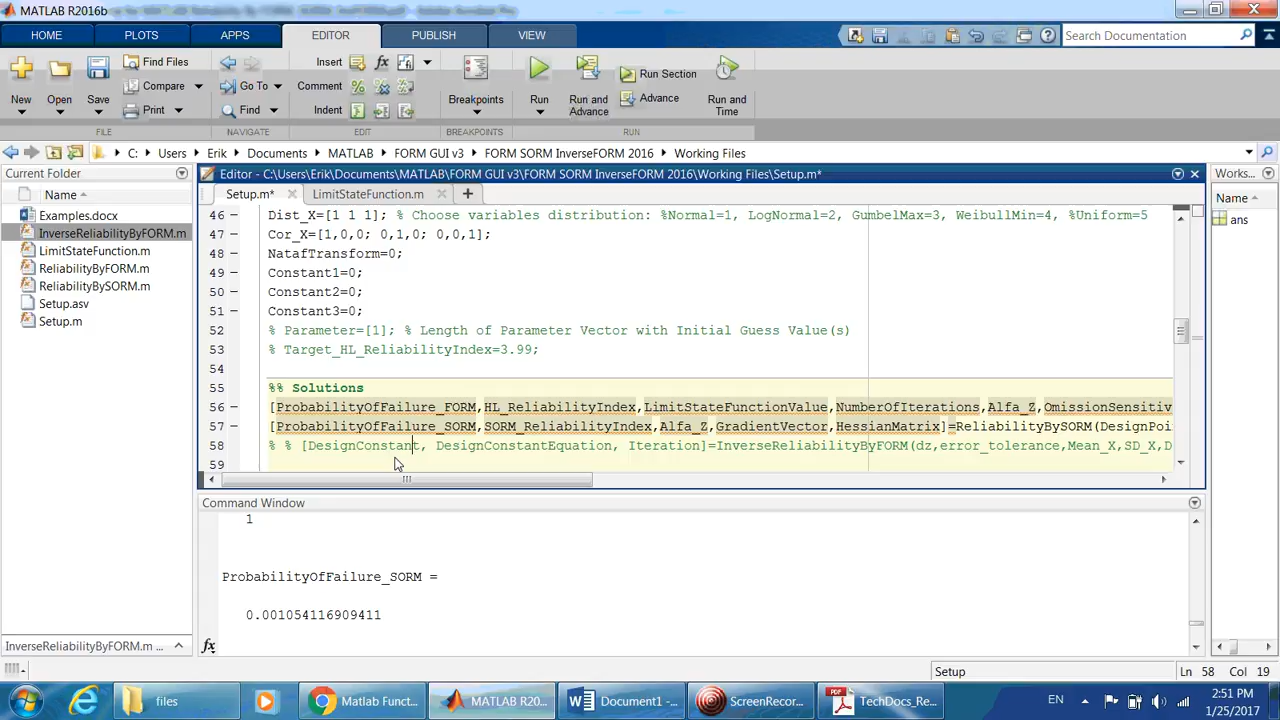 MATLAB R2016b
HOME PLOTS APPS EDITOR PUBLISH VIEW Search Documentation
New Open Save Find Files Compare Print Go To Find Insert Comment Indent Breakpoints Run Run and Advance Run Section Advance Run and Time
FILE NAVIGATE EDIT BREAKPOINTS RUN
C: Users Erik Documents MATLAB FORM GUI v3 FORM SORM InverseFORM 2016 Working Files
Current Folder
Name
Examples.docx
InverseReliabilityByFORM.m
LimitStateFunction.m
ReliabilityByFORM.m
ReliabilityBySORM.m
Setup.asv
Setup.m
InverseReliabilityByFORM.m ...
Editor - C:\Users\Erik\Documents\MATLAB\FORM GUI v3\FORM SORM InverseFORM 2016\Working Files\Setup.m*
Setup.m* LimitStateFunction.m
46 Dist_X=[1 1 1]; % Choose variables distribution: %Normal=1, LogNormal=2, GumbelMax=3, WeibullMin=4, %Uniform=5
47 Cor_X=[1,0,0; 0,1,0; 0,0,1];
48 NatafTransform=0;
49 Constant1=0;
50 Constant2=0;
51 Constant3=0;
52 % Parameter=[1]; % Length of Parameter Vector with Initial Guess Value(s)
53 % Target_HL_ReliabilityIndex=3.99;
54
55 %% Solutions
56 [ProbabilityOfFailure_FORM,HL_ReliabilityIndex,LimitStateFunctionValue,NumberOfIterations,Alfa_Z,OmissionSensitiv
57 [ProbabilityOfFailure_SORM,SORM_ReliabilityIndex,Alfa_Z,GradientVector,HessianMatrix]=ReliabilityBySORM(DesignPoi
58 % % [DesignConstant, DesignConstantEquation, Iteration]=InverseReliabilityByFORM(dz,error_tolerance,Mean_X,SD_X,D
59
Command Window
1
ProbabilityOfFailure_SORM =
0.001054116909411
fx
Works...
Name
ans
Setup Ln 58 Col 19
files Matlab Funct... MATLAB R20... Document1 -... ScreenRecor... TechDocs_Re... EN 2:51 PM
1/25/2017